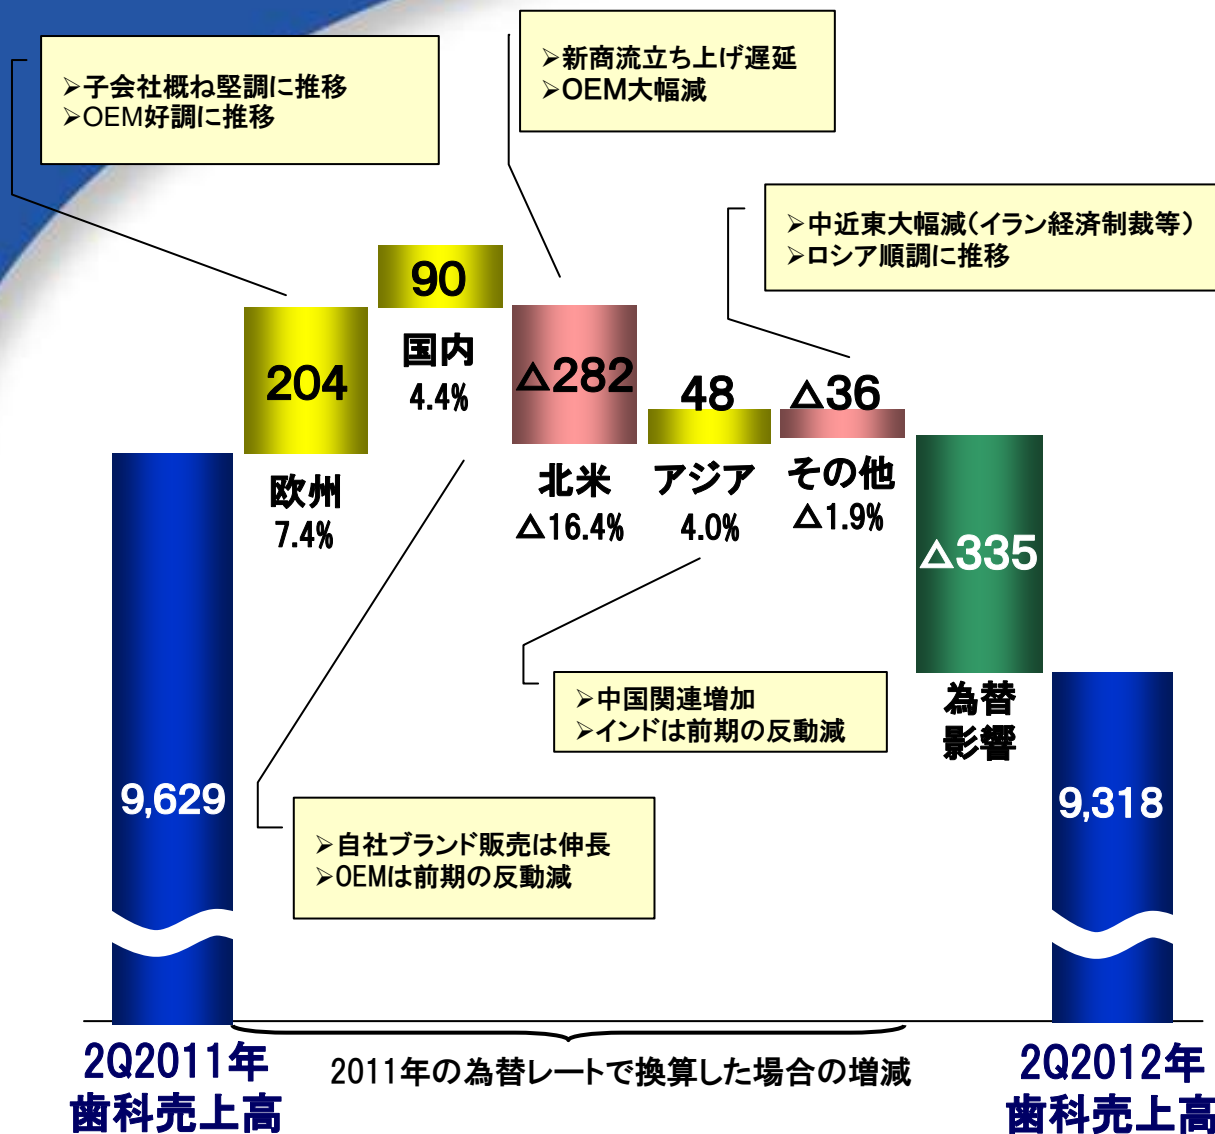 ➢子会社概ね堅調に推移
➢OEM好調に推移
➢新商流立ち上げ遅延
➢OEM大幅減
➢中近東大幅減(イラン経済制裁等)
➢ロシア順調に推移
204
欧州
7.4%
90
国内
4.4%
△282
北米
△16.4%
48
アジア
4.0%
△36
その他
△1.9%
△335
為替
影響
➢中国関連増加
➢インドは前期の反動減
➢自社ブランド販売は伸長
➢OEMは前期の反動減
9,629
9,318
2Q2011年
歯科売上高
2011年の為替レートで換算した場合の増減
2Q2012年
歯科売上高